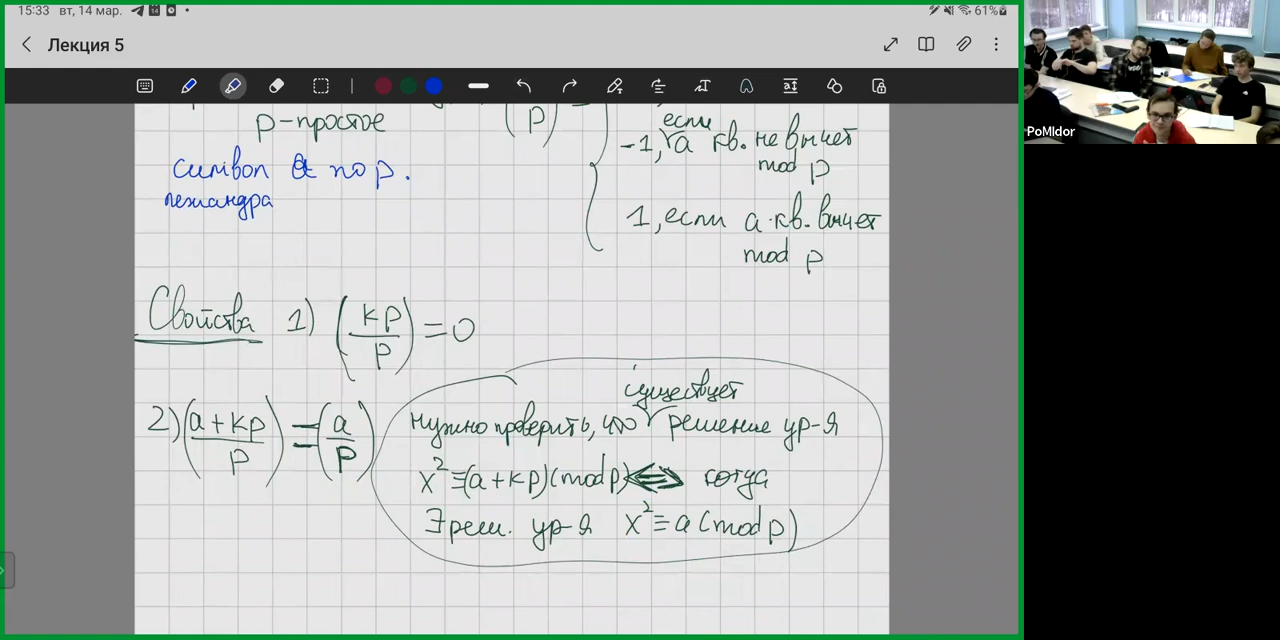 15:33 вт, 14 мар.
61%
Лекция 5
PoMIdor
p-простое
(p) =
если
-1, a кв. не вычет
mod p
символ a по p.
лежандра
1, если a кв. вычет
mod p
Свойства 1) (kp/p) = 0
2) (a+kp/p) = (a/p)
существует
нужно проверить, что решение ур-я
x² ≡ (a+kp)(mod p) <=> когда
∃ реш. ур-я x² ≡ a (mod p)